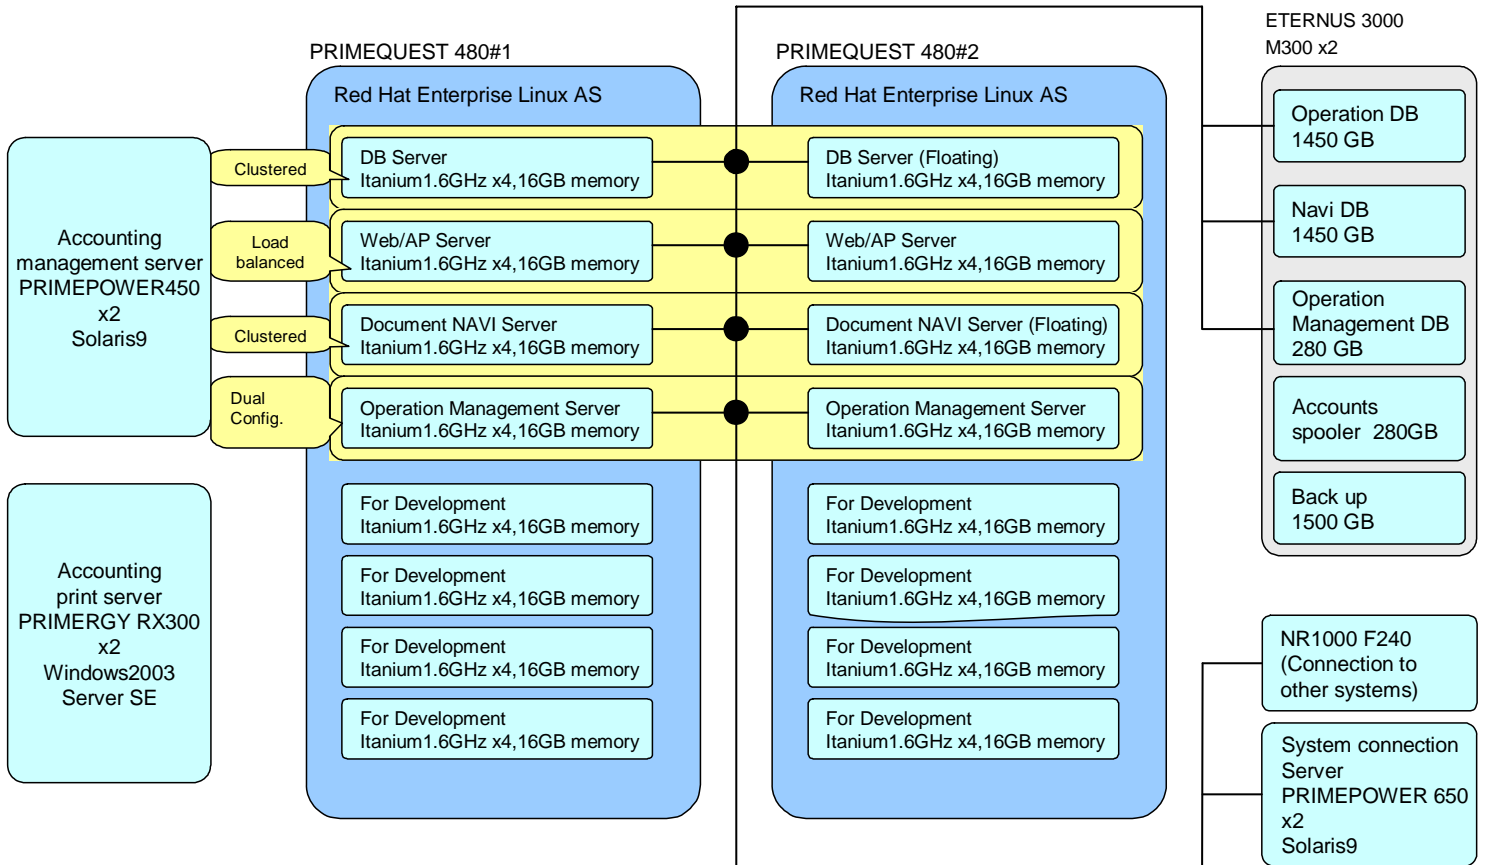 ETERNUS 3000
M300 x2
PRIMEQUEST 480#1
PRIMEQUEST 480#2
Red Hat Enterprise Linux AS
Red Hat Enterprise Linux AS
Accounting
management server
PRIMEPOWER450
x2
Solaris9
Clustered
DB Server
Itanium1.6GHz x4,16GB memory
DB Server (Floating)
Itanium1.6GHz x4,16GB memory
Load
balanced
Web/AP Server
Itanium1.6GHz x4,16GB memory
Web/AP Server
Itanium1.6GHz x4,16GB memory
Clustered
Document NAVI Server
Itanium1.6GHz x4,16GB memory
Document NAVI Server (Floating)
Itanium1.6GHz x4,16GB memory
Dual
Config.
Operation Management Server
Itanium1.6GHz x4,16GB memory
Operation Management Server
Itanium1.6GHz x4,16GB memory
For Development
Itanium1.6GHz x4,16GB memory
For Development
Itanium1.6GHz x4,16GB memory
For Development
Itanium1.6GHz x4,16GB memory
For Development
Itanium1.6GHz x4,16GB memory
For Development
Itanium1.6GHz x4,16GB memory
For Development
Itanium1.6GHz x4,16GB memory
For Development
Itanium1.6GHz x4,16GB memory
For Development
Itanium1.6GHz x4,16GB memory
Accounting
print server
PRIMERGY RX300
x2
Windows2003
Server SE
Operation DB
1450 GB
Navi DB
1450 GB
Operation
Management DB
280 GB
Accounts
spooler 280GB
Back up
1500 GB
NR1000 F240
(Connection to
other systems)
System connection
Server
PRIMEPOWER 650
x2
Solaris9